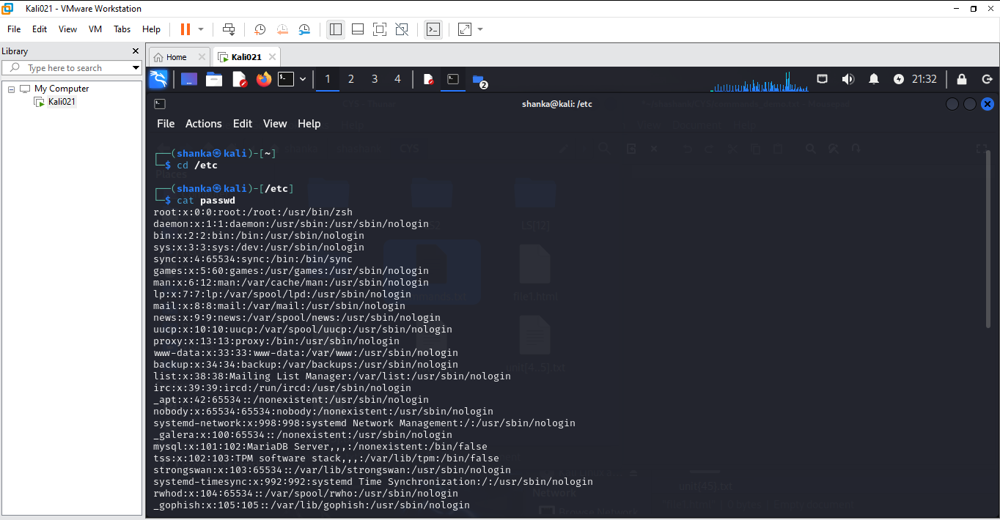 Kali021 - VMware Workstation
File Edit View VM Tabs Help
Library
Type here to search
My Computer
Kali021
Home Kali021
1 2 3 4 2 21:32
shanka@kali: /etc
File Actions Edit View Help
(shanka㉿kali)-[~]
$ cd /etc
(shanka㉿kali)-[/etc]
$ cat passwd
root:x:0:0:root:/root:/usr/bin/zsh
daemon:x:1:1:daemon:/usr/sbin:/usr/sbin/nologin
bin:x:2:2:bin:/bin:/usr/sbin/nologin
sys:x:3:3:sys:/dev:/usr/sbin/nologin
sync:x:4:65534:sync:/bin:/bin/sync
games:x:5:60:games:/usr/games:/usr/sbin/nologin
man:x:6:12:man:/var/cache/man:/usr/sbin/nologin
lp:x:7:7:lp:/var/spool/lpd:/usr/sbin/nologin
mail:x:8:8:mail:/var/mail:/usr/sbin/nologin
news:x:9:9:news:/var/spool/news:/usr/sbin/nologin
uucp:x:10:10:uucp:/var/spool/uucp:/usr/sbin/nologin
proxy:x:13:13:proxy:/bin:/usr/sbin/nologin
www-data:x:33:33:www-data:/var/www:/usr/sbin/nologin
backup:x:34:34:backup:/var/backups:/usr/sbin/nologin
list:x:38:38:Mailing List Manager:/var/list:/usr/sbin/nologin
irc:x:39:39:ircd:/run/ircd:/usr/sbin/nologin
_apt:x:42:65534::/nonexistent:/usr/sbin/nologin
nobody:x:65534:65534:nobody:/nonexistent:/usr/sbin/nologin
systemd-network:x:998:998:systemd Network Management:/:/usr/sbin/nologin
_galera:x:100:65534::/nonexistent:/usr/sbin/nologin
mysql:x:101:102:MariaDB Server,,,:/nonexistent:/bin/false
tss:x:102:103:TPM software stack,,,:/var/lib/tpm:/bin/false
strongswan:x:103:65534::/var/lib/strongswan:/usr/sbin/nologin
systemd-timesync:x:992:992:systemd Time Synchronization:/:/usr/sbin/nologin
rwhod:x:104:65534::/var/spool/rwho:/usr/sbin/nologin
_gophish:x:105:105::/var/lib/gophish:/usr/sbin/nologin